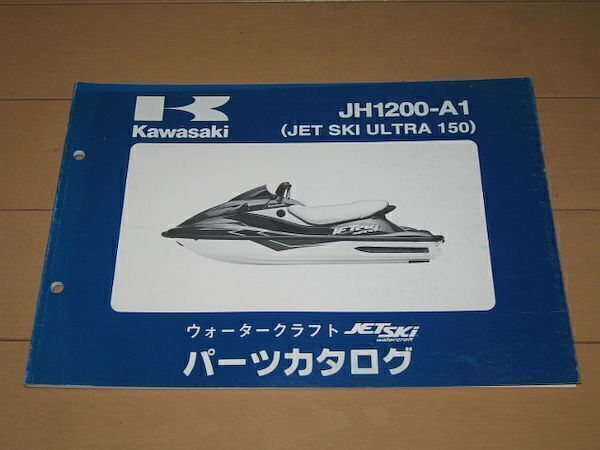 Kawasaki
JH1200-A1
(JET SKI ULTRA 150)
JETSKI
ウォータークラフト JETSKI
watercraft
パーツカタログ